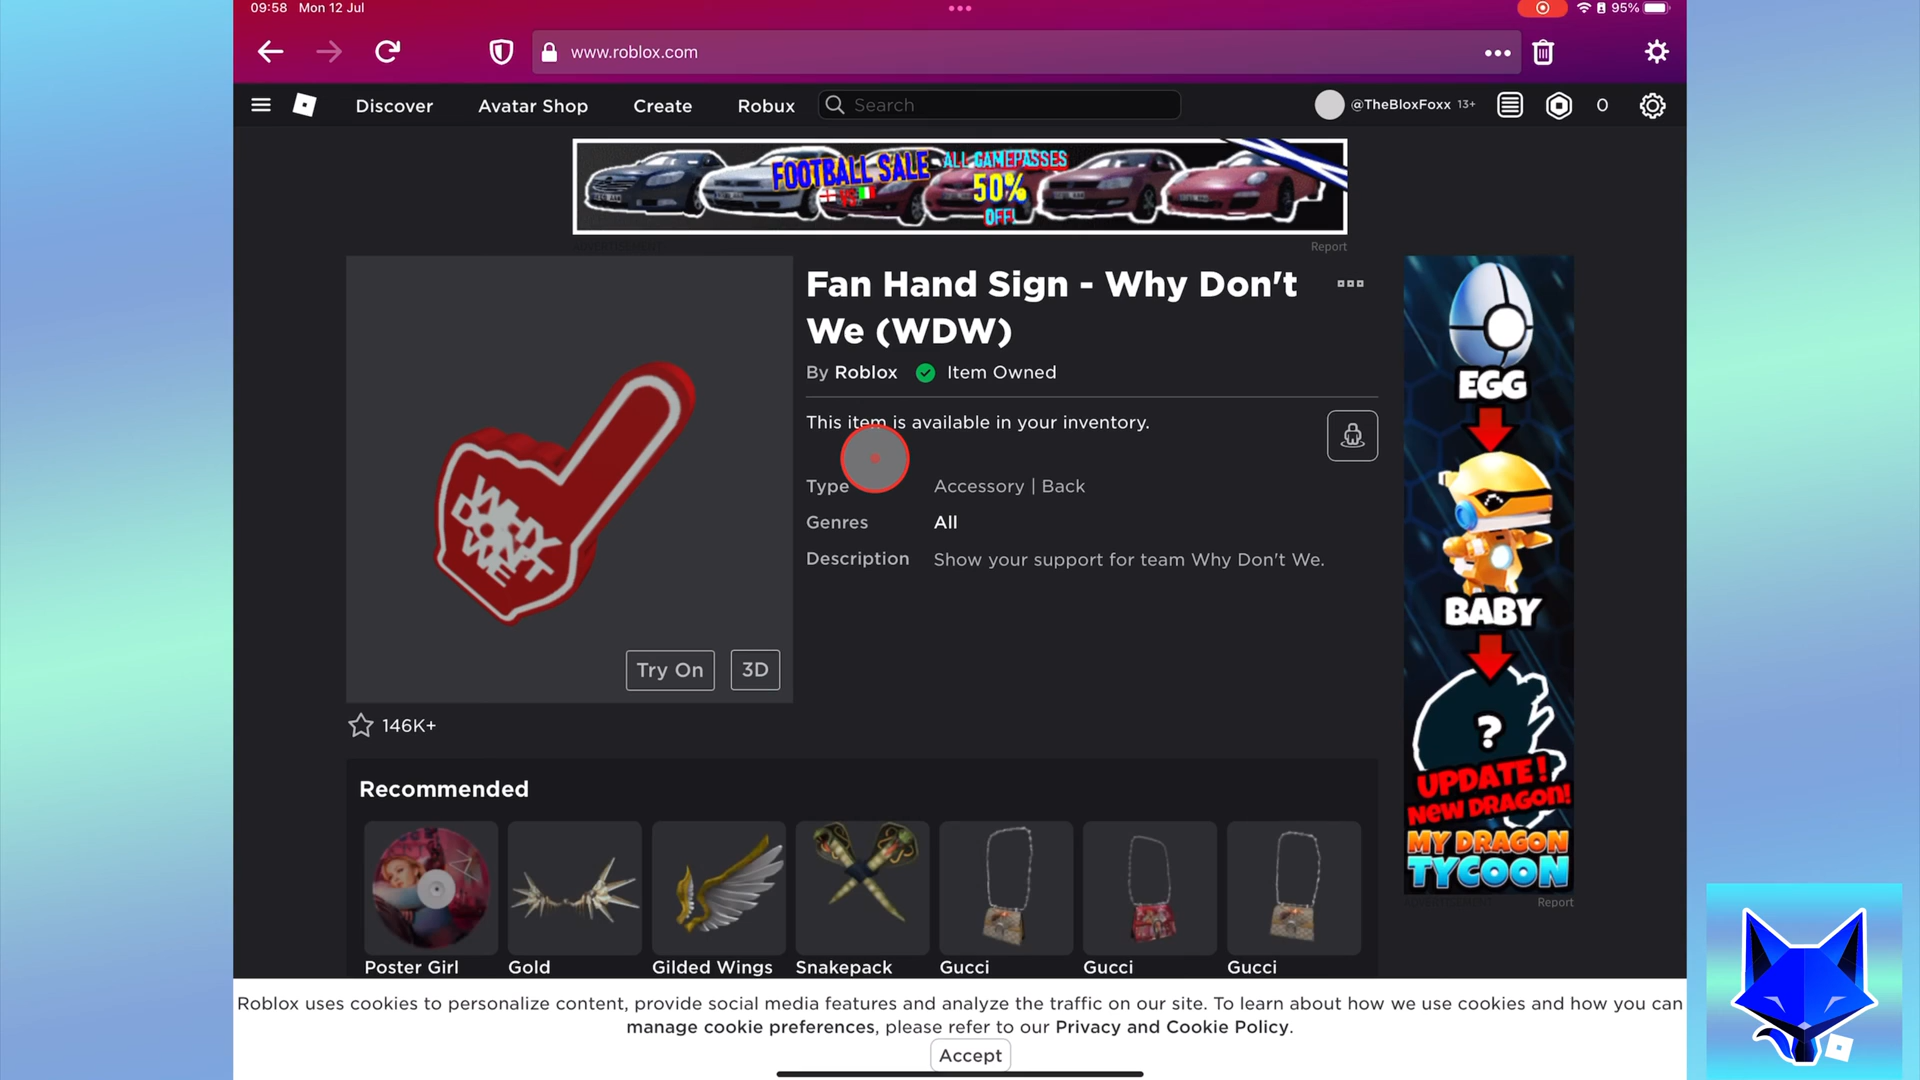 09:58 Mon 12 Jul
95%
www.roblox.com
Discover Avatar Shop Create Robux Search @TheBloxFoxx 13+ 0
FOOTBALL SALE
ALL GAMEPASSES
50%
OFF!
ADVERTISEMENT Report
Fan Hand Sign - Why Don't
We (WDW)
By Roblox Item Owned
This item is available in your inventory.
Type Accessory | Back
Genres All
Description Show your support for team Why Don't We.
WHY
DON'T
WE
Try On 3D
146K+
EGG
BABY
?
UPDATE!
NEW DRAGON!
MY DRAGON
TYCOON
ADVERTISEMENT Report
Recommended
Poster Girl Gold Gilded Wings Snakepack Gucci Gucci Gucci
Roblox uses cookies to personalize content, provide social media features and analyze the traffic on our site. To learn about how we use cookies and how you can
manage cookie preferences, please refer to our Privacy and Cookie Policy.
Accept